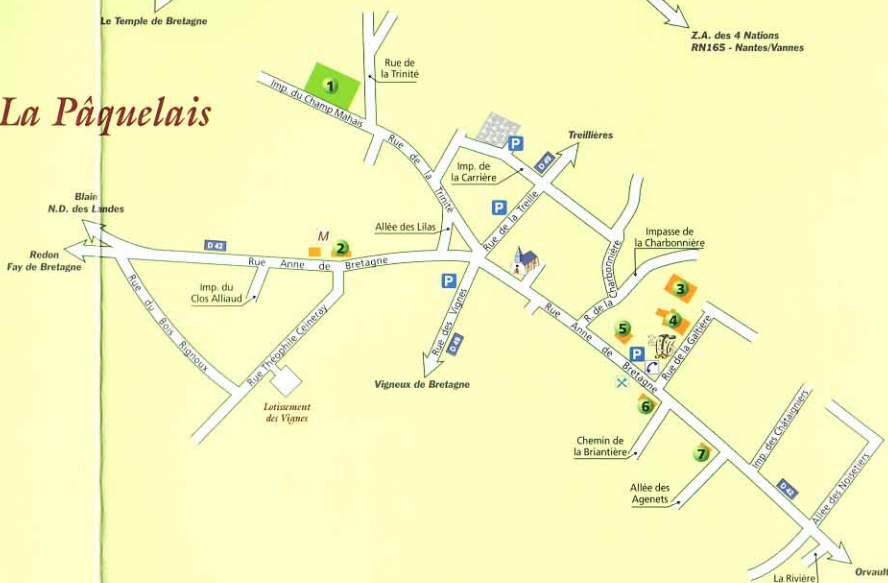 Le Temple de Bretagne
Z.A. des 4 Nations
RN165 - Nantes/Vannes
La Pâquelais
Rue de
la Trinité
1
Imp. du Champ Mahais
Rue de la Trinité
P
Treillières
D 49
Imp. de
la Carrière
P
Rue de la Treille
Blain
N.D. des Landes
Allée des Lilas
M
2
D 42
Redon
Fay de Bretagne
Rue Anne de Bretagne
Impasse de
la Charbonnière
R. de la Charbonnière
Imp. du
Clos Alliaud
P
Rue des Vignes
D 49
Vigneux de Bretagne
Rue du Bois Rignoux
Rue Théophile Ceineray
Lotissement
des Vignes
3
4
5
P
Rue de la Galtière
Rue Anne de Bretagne
6
Chemin de
la Briantière
7
Allée des
Agenets
Imp. des Châtaigniers
D 42
Allée des Noisetiers
La Rivière
Orvault